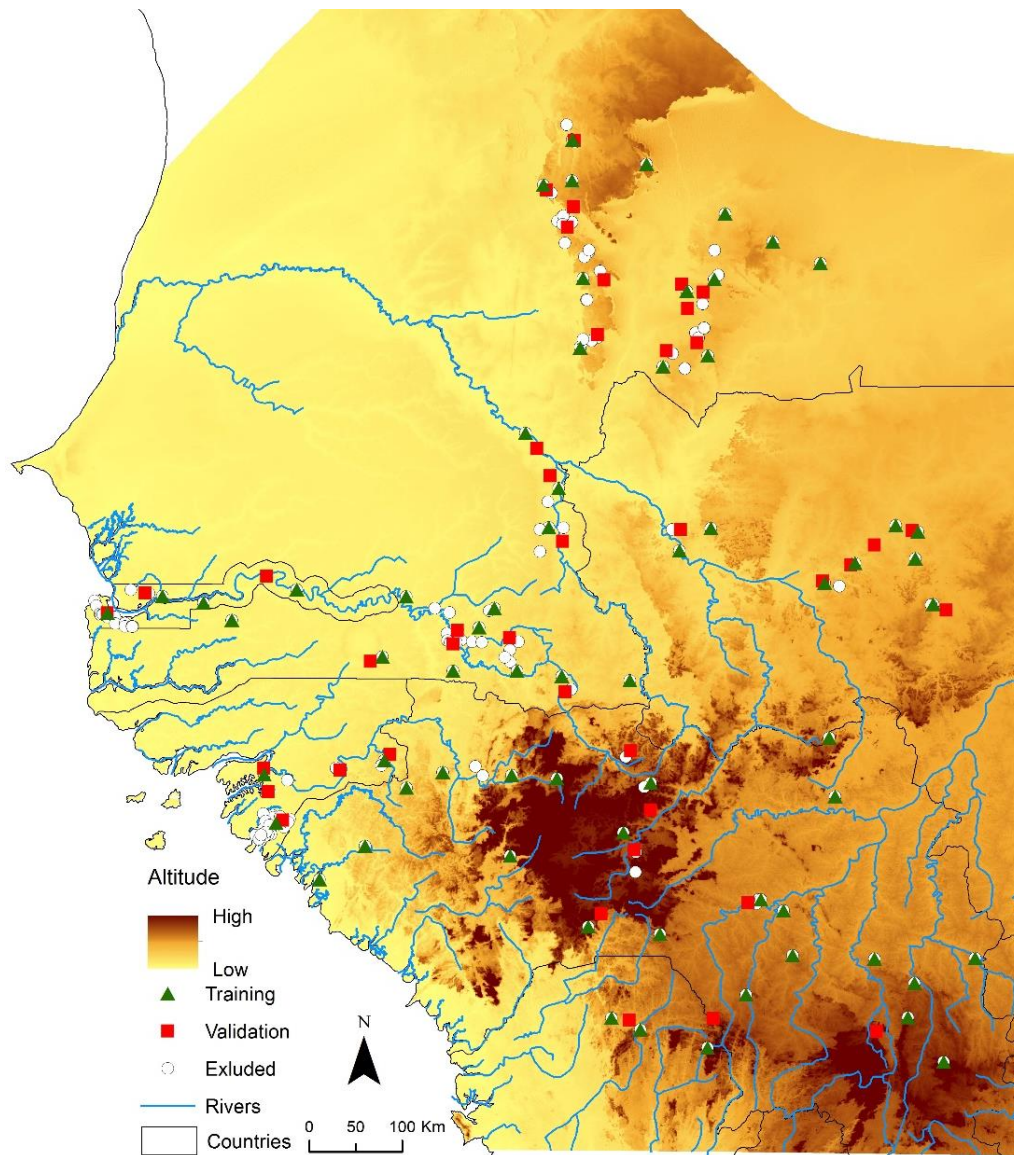 Altitude
High
Low
Training
Validation
Exluded
Rivers
Countries
N
0 50 100 Km